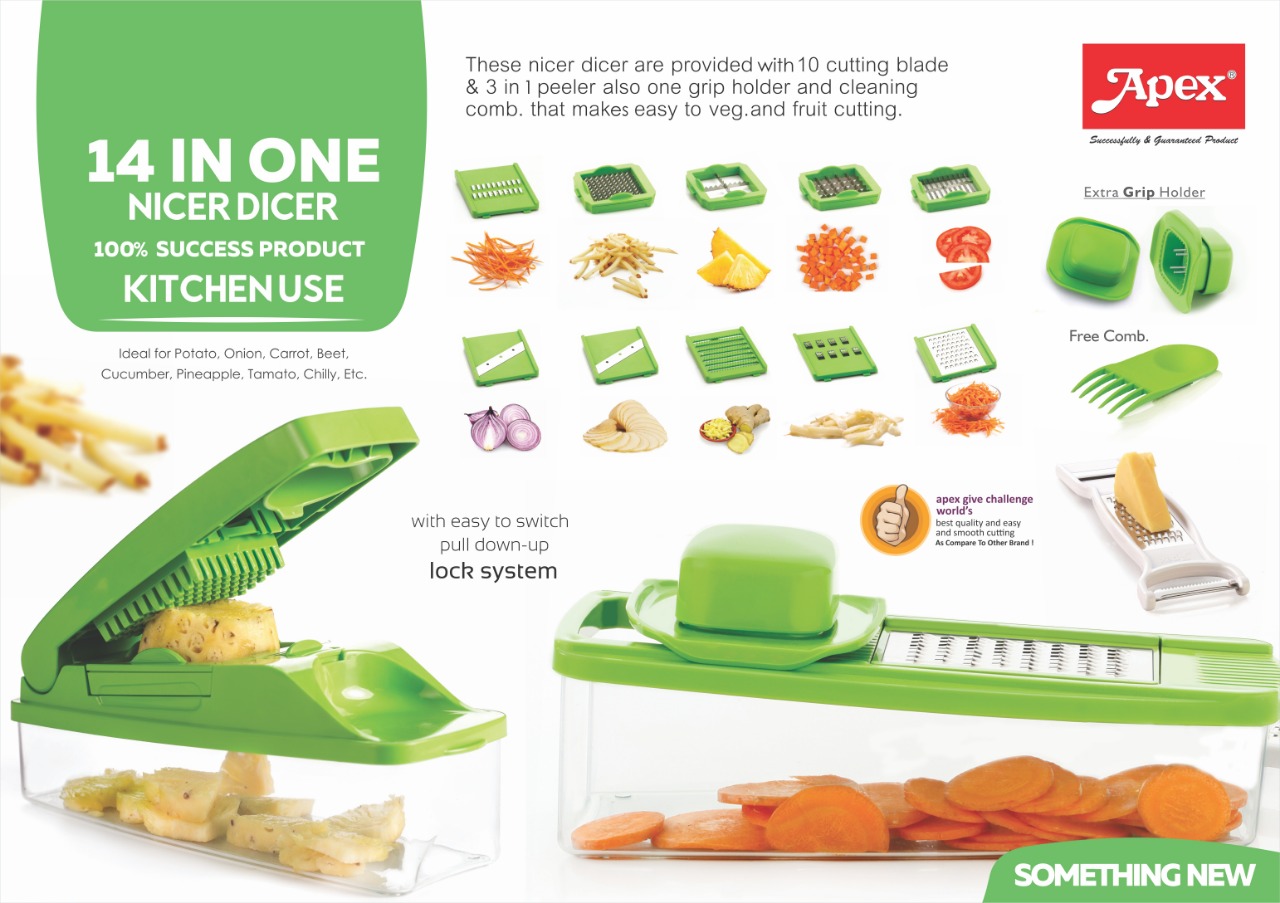 14 IN ONE
NICER DICER
100% SUCCESS PRODUCT
KITCHEN USE
Ideal for Potato, Onion, Carrot, Beet,
Cucumber, Pineapple, Tamato, Chilly, Etc.
These nicer dicer are provided with 10 cutting blade
& 3 in 1 peeler also one grip holder and cleaning
comb. that makes easy to veg. and fruit cutting.
Apex®
Successfully & Guaranteed Product
Extra Grip Holder
Free Comb.
with easy to switch
pull down-up
lock system
apex give challenge
world's
best quality and easy
and smooth cutting
As Compare To Other Brand !
SOMETHING NEW